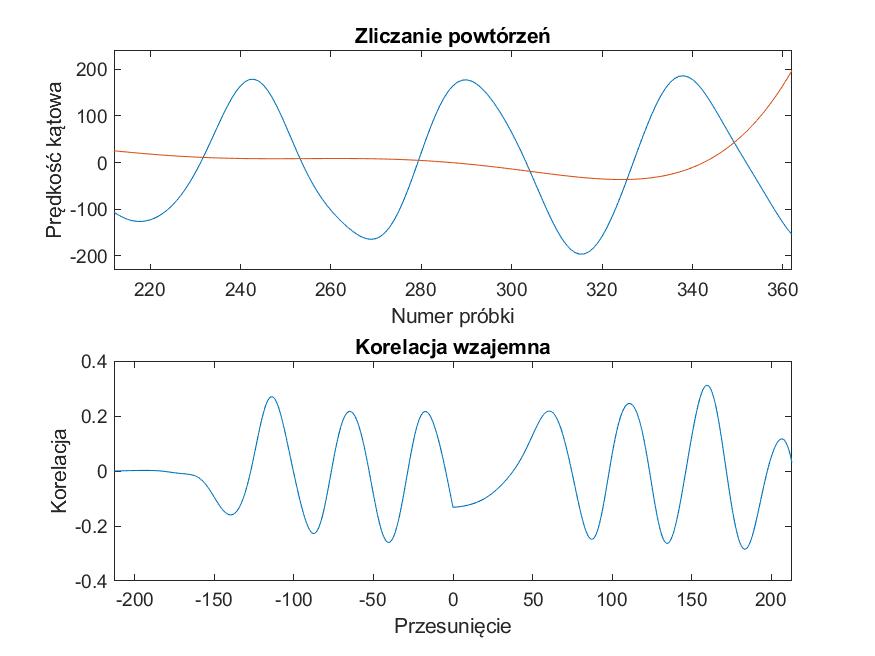 Zliczanie powtórzeń
Prędkość kątowa
200
100
0
-100
-200
220 240 260 280 300 320 340 360
Numer próbki
Korelacja wzajemna
Korelacja
0.4
0.2
0
-0.2
-0.4
-200 -150 -100 -50 0 50 100 150 200
Przesunięcie